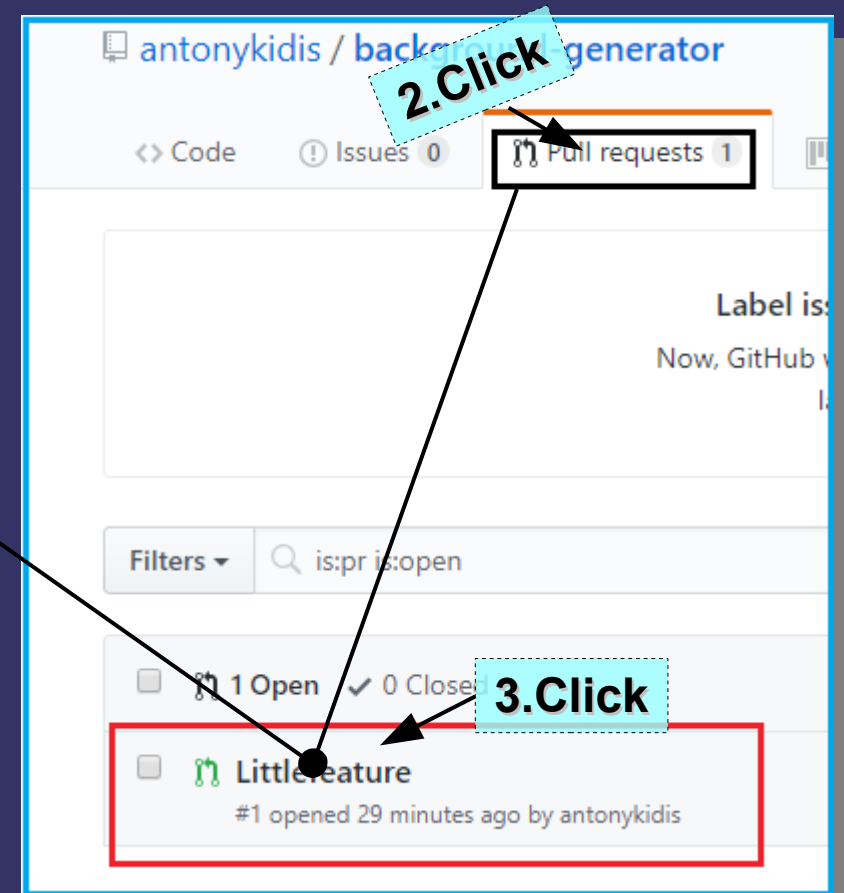 antonykidis / background-generator
2.Click
Code Issues 0 Pull requests 1
Label
Now, GitHub
Filters is:pr is:open
1 Open 0 Closed
3.Click
Littlefeature
#1 opened 29 minutes ago by antonykidis